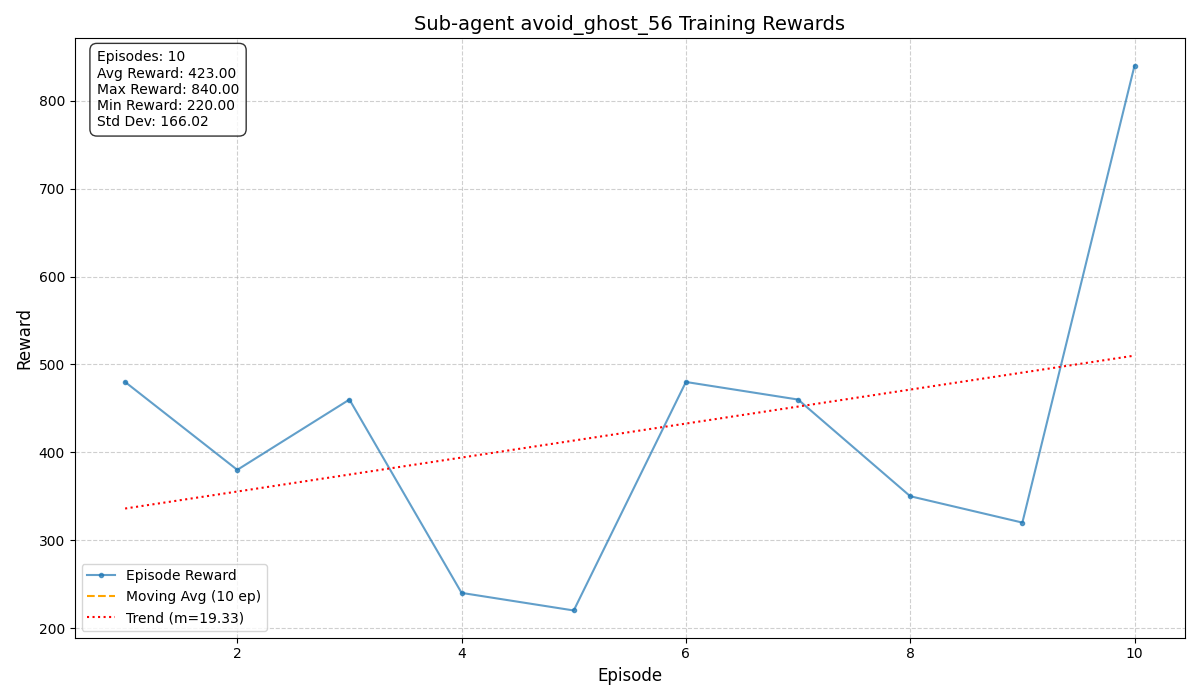 Sub-agent avoid_ghost_56 Training Rewards
Episodes: 10
Avg Reward: 423.00
Max Reward: 840.00
Min Reward: 220.00
Std Dev: 166.02
800
700
600
500
400
300
200
Reward
Episode Reward
Moving Avg (10 ep)
Trend (m=19.33)
2 4 6 8 10
Episode